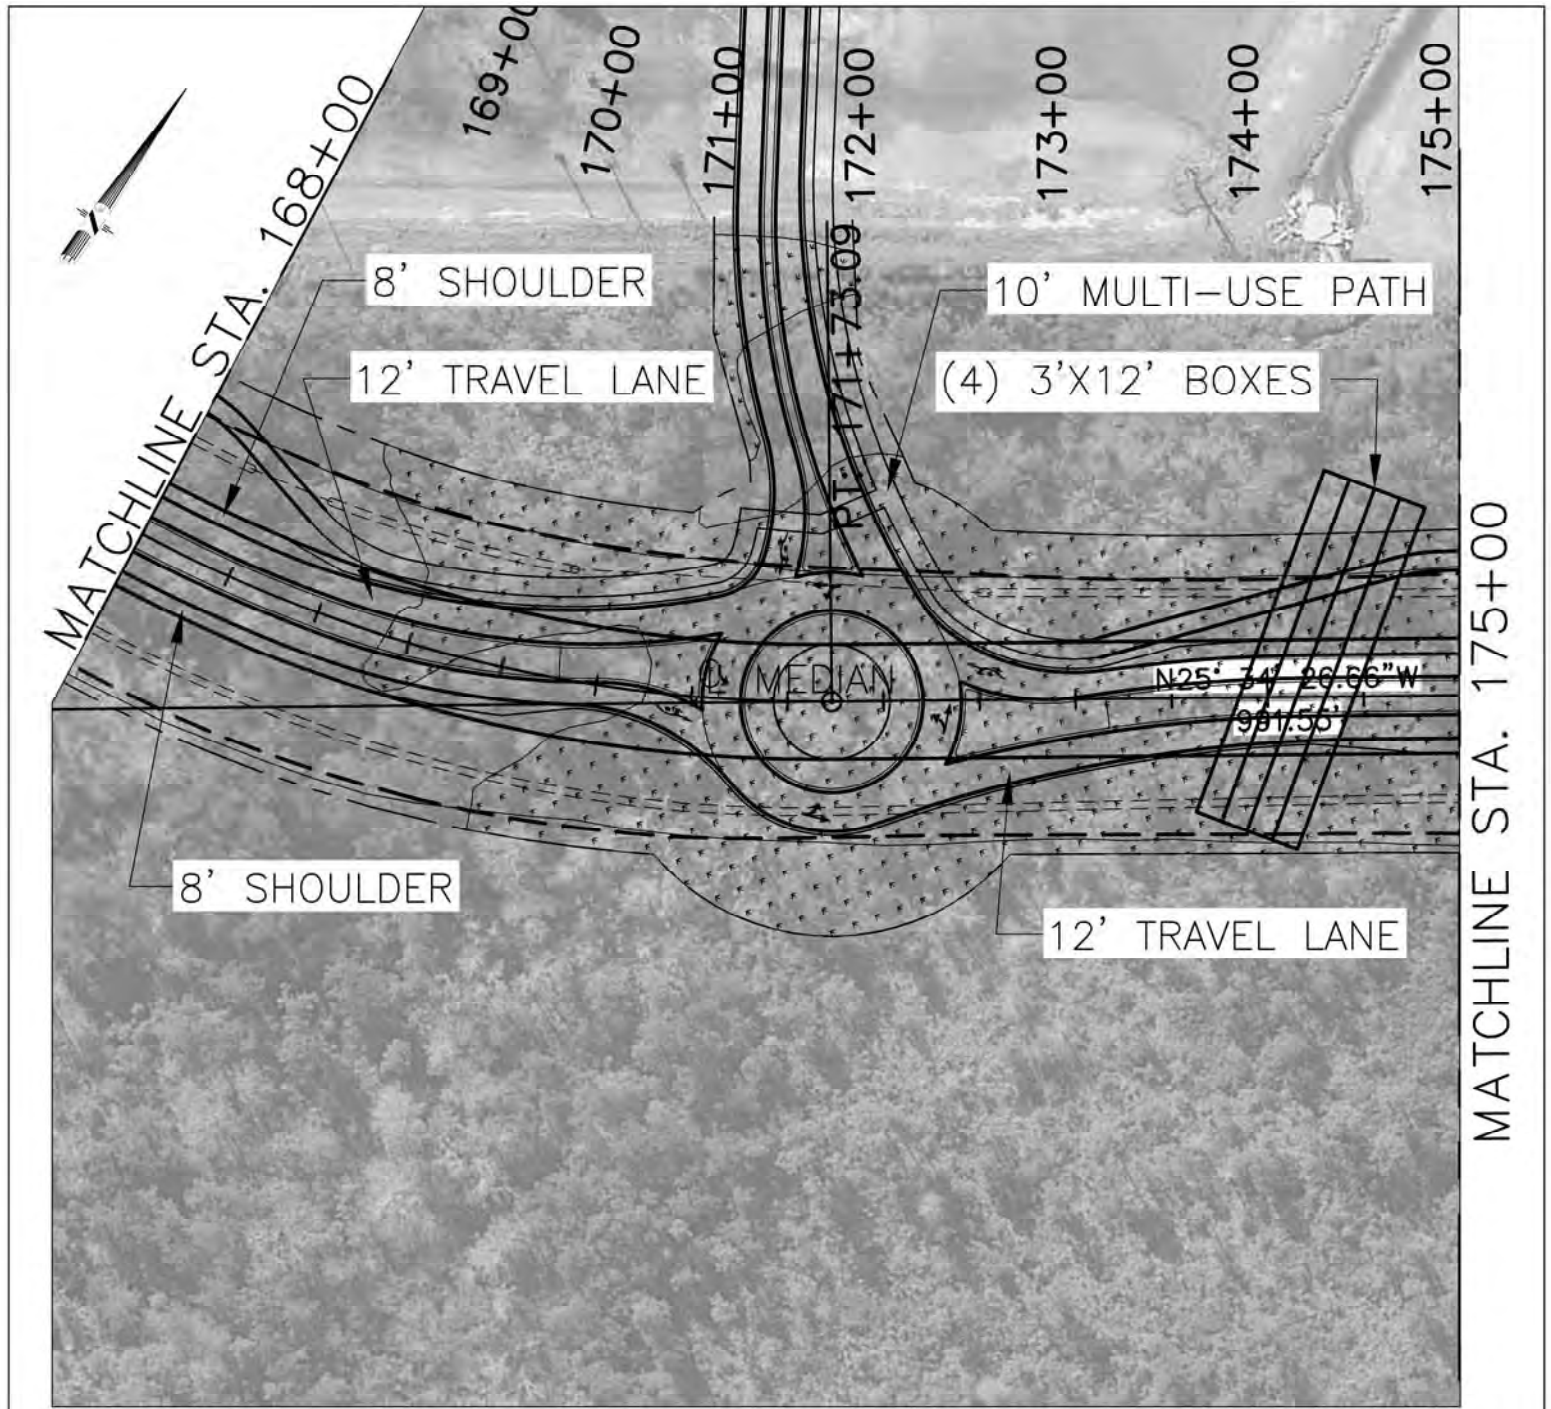 169+00
170+00
171+00
172+00
173+00
174+00
175+00
MATCHLINE STA. 168+00
8' SHOULDER
10' MULTI-USE PATH
12' TRAVEL LANE
(4) 3'X12' BOXES
PT 171+73.09
MATCHLINE STA. 175+00
℄ MEDIAN
N25° 34' 26.66"W
991.55'
8' SHOULDER
12' TRAVEL LANE